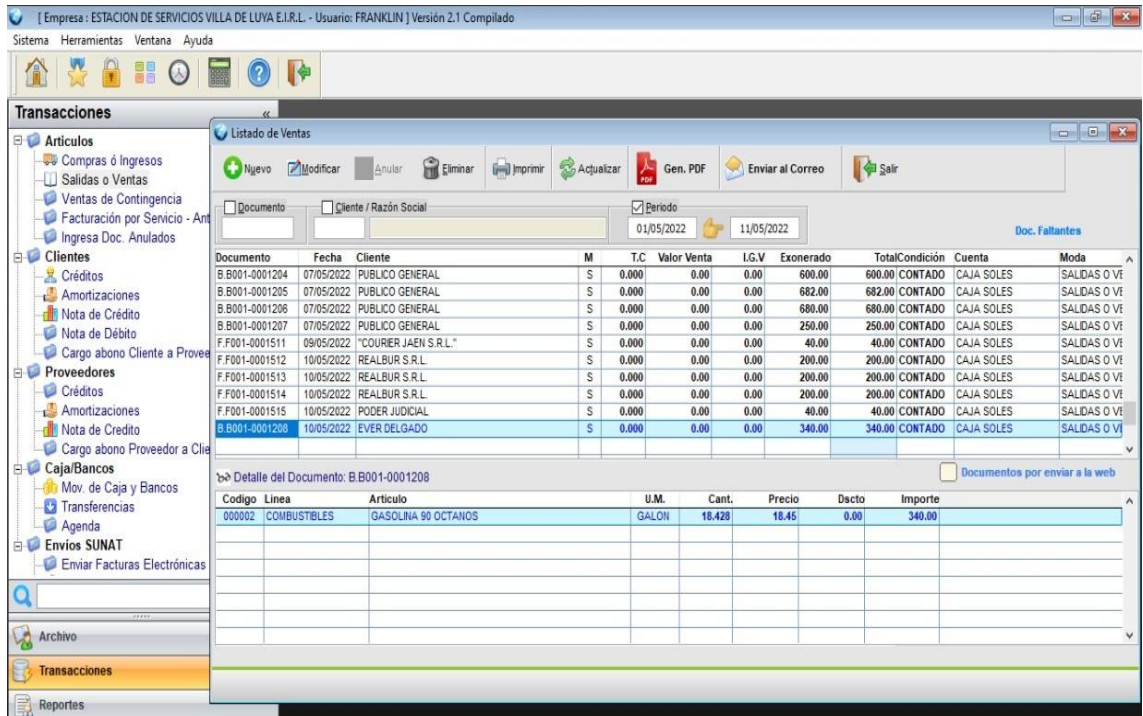 [ Empresa : ESTACION DE SERVICIOS VILLA DE LUYA E.I.R.L. - Usuario: FRANKLIN ] Versión 2.1 Compilado
Sistema Herramientas Ventana Ayuda
Transacciones «
Articulos
Compras ó Ingresos
Salidas o Ventas
Ventas de Contingencia
Facturación por Servicio - Ant
Ingresa Doc. Anulados
Clientes
Créditos
Amortizaciones
Nota de Crédito
Nota de Débito
Cargo abono Cliente a Provee
Proveedores
Créditos
Amortizaciones
Nota de Credito
Cargo abono Proveedor a Clie
Caja/Bancos
Mov. de Caja y Bancos
Transferencias
Agenda
Envíos SUNAT
Enviar Facturas Electrónicas
Archivo
Transacciones
Reportes
Listado de Ventas
Nuevo Modificar Anular Eliminar Imprimir Actualizar PDF Gen. PDF Enviar al Correo Salir
Documento Cliente / Razón Social Periodo
01/05/2022 11/05/2022 Doc. Faltantes
Documento Fecha Cliente M T.C Valor Venta I.G.V Exonerado Total Condición Cuenta Moda
B.B001-0001204 07/05/2022 PUBLICO GENERAL S 0.000 0.00 0.00 600.00 600.00 CONTADO CAJA SOLES SALIDAS O VE
B.B001-0001205 07/05/2022 PUBLICO GENERAL S 0.000 0.00 0.00 682.00 682.00 CONTADO CAJA SOLES SALIDAS O VE
B.B001-0001206 07/05/2022 PUBLICO GENERAL S 0.000 0.00 0.00 680.00 680.00 CONTADO CAJA SOLES SALIDAS O VE
B.B001-0001207 07/05/2022 PUBLICO GENERAL S 0.000 0.00 0.00 250.00 250.00 CONTADO CAJA SOLES SALIDAS O VE
F.F001-0001511 09/05/2022 "COURIER JAEN S.R.L." S 0.000 0.00 0.00 40.00 40.00 CONTADO CAJA SOLES SALIDAS O VE
F.F001-0001512 10/05/2022 REALBUR S.R.L. S 0.000 0.00 0.00 200.00 200.00 CONTADO CAJA SOLES SALIDAS O VE
F.F001-0001513 10/05/2022 REALBUR S.R.L. S 0.000 0.00 0.00 200.00 200.00 CONTADO CAJA SOLES SALIDAS O VE
F.F001-0001514 10/05/2022 REALBUR S.R.L. S 0.000 0.00 0.00 200.00 200.00 CONTADO CAJA SOLES SALIDAS O VE
F.F001-0001515 10/05/2022 PODER JUDICIAL S 0.000 0.00 0.00 40.00 40.00 CONTADO CAJA SOLES SALIDAS O VE
B.B001-0001208 10/05/2022 EVER DELGADO S 0.000 0.00 0.00 340.00 340.00 CONTADO CAJA SOLES SALIDAS O VE
Detalle del Documento: B.B001-0001208 Documentos por enviar a la web
Codigo Linea Articulo U.M. Cant. Precio Dscto Importe
000002 COMBUSTIBLES GASOLINA 90 OCTANOS GALON 18.428 18.45 0.00 340.00